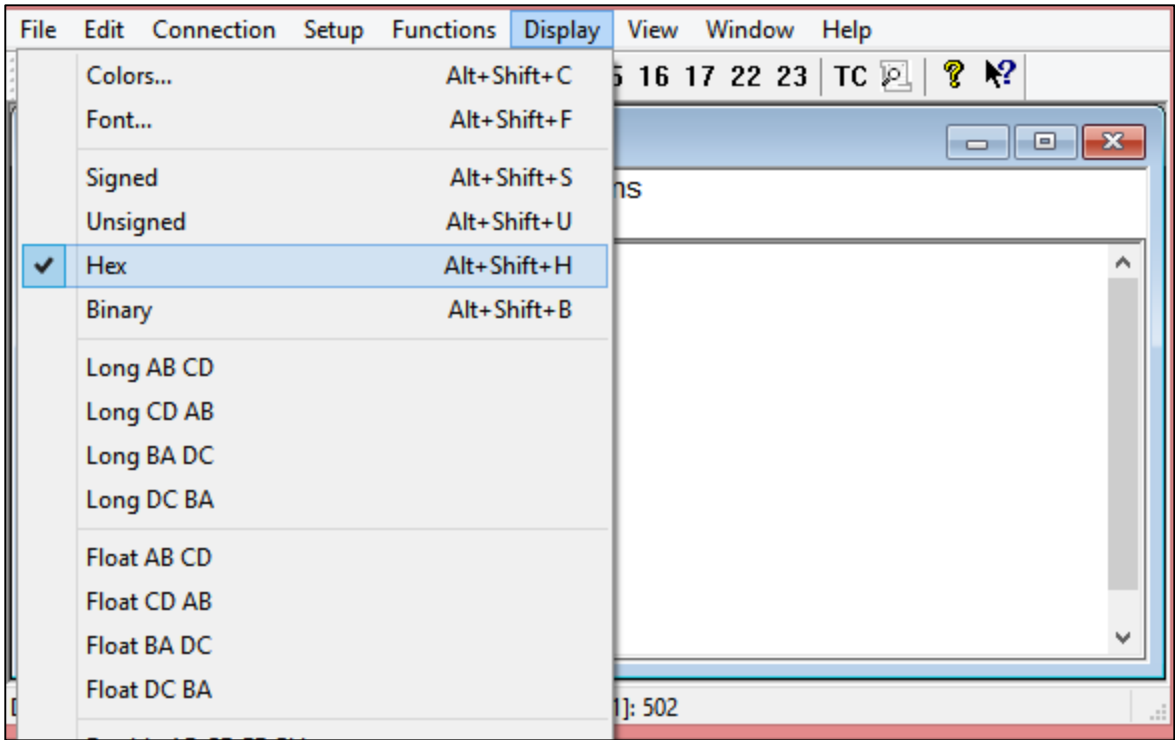 File Edit Connection Setup Functions Display View Window Help
16 17 22 23 TC
Colors... Alt+Shift+C
Font... Alt+Shift+F
Signed Alt+Shift+S
Unsigned Alt+Shift+U
Hex Alt+Shift+H
Binary Alt+Shift+B
Long AB CD
Long CD AB
Long BA DC
Long DC BA
Float AB CD
Float CD AB
Float BA DC
Float DC BA
1]: 502